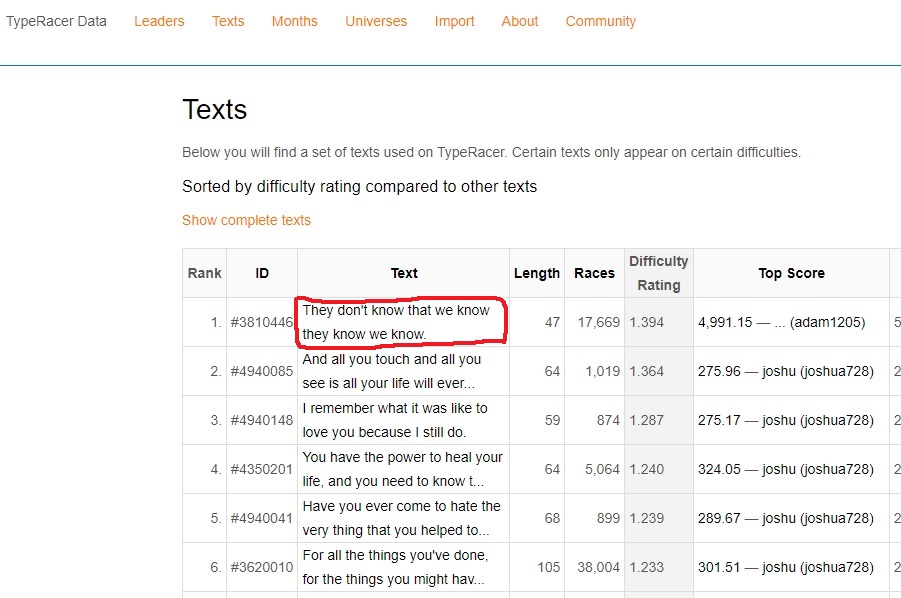 TypeRacer Data Leaders Texts Months Universes Import About Community
Texts
Below you will find a set of texts used on TypeRacer. Certain texts only appear on certain difficulties.
Sorted by difficulty rating compared to other texts
Show complete texts
Rank ID Text Length Races Difficulty Rating Top Score
1. #3810446 They don't know that we know they know we know. 47 17,669 1.394 4,991.15 — ... (adam1205) 5
2. #4940085 And all you touch and all you see is all your life will ever... 64 1,019 1.364 275.96 — joshu (joshua728) 2
3. #4940148 I remember what it was like to love you because I still do. 59 874 1.287 275.17 — joshu (joshua728) 2
4. #4350201 You have the power to heal your life, and you need to know t... 64 5,064 1.240 324.05 — joshu (joshua728) 2
5. #4940041 Have you ever come to hate the very thing that you helped to... 68 899 1.239 289.67 — joshu (joshua728) 2
6. #3620010 For all the things you've done, for the things you might hav... 105 38,004 1.233 301.51 — joshu (joshua728) 2